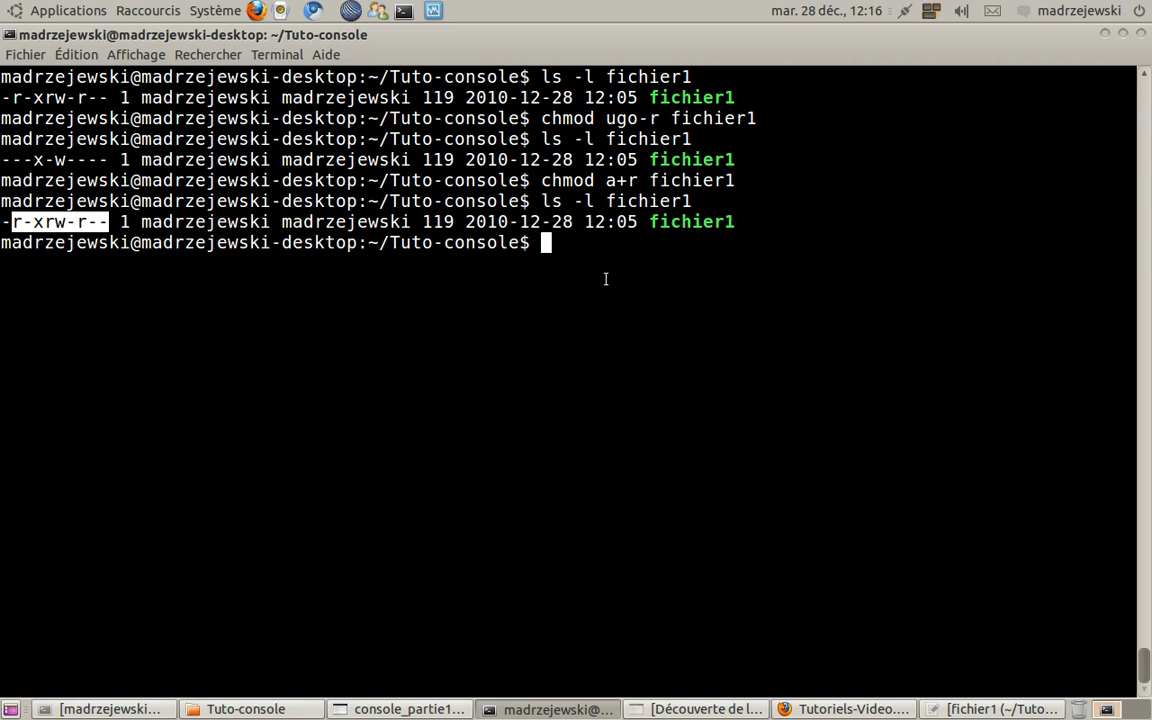 Applications Raccourcis Système mar. 28 déc., 12:16 madrzejewski
madrzejewski@madrzejewski-desktop: ~/Tuto-console
Fichier Édition Affichage Rechercher Terminal Aide
madrzejewski@madrzejewski-desktop:~/Tuto-console$ ls -l fichier1
-r-xrw-r-- 1 madrzejewski madrzejewski 119 2010-12-28 12:05 fichier1
madrzejewski@madrzejewski-desktop:~/Tuto-console$ chmod ugo-r fichier1
madrzejewski@madrzejewski-desktop:~/Tuto-console$ ls -l fichier1
---x-w---- 1 madrzejewski madrzejewski 119 2010-12-28 12:05 fichier1
madrzejewski@madrzejewski-desktop:~/Tuto-console$ chmod a+r fichier1
madrzejewski@madrzejewski-desktop:~/Tuto-console$ ls -l fichier1
-r-xrw-r-- 1 madrzejewski madrzejewski 119 2010-12-28 12:05 fichier1
madrzejewski@madrzejewski-desktop:~/Tuto-console$
[madrzejewski... Tuto-console console_partie1... madrzejewski@... [Découverte de l... Tutoriels-Video.... [fichier1 (~/Tuto...